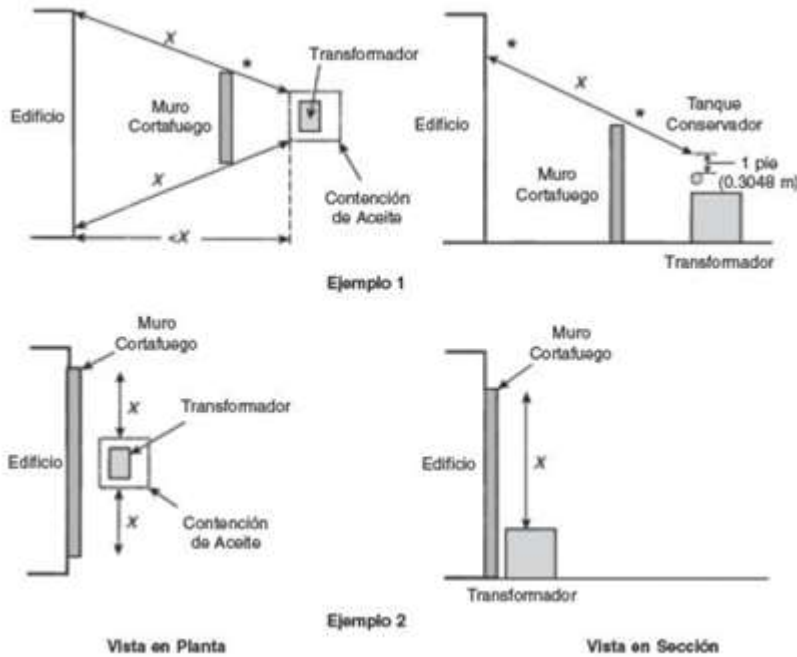 X
*
Transformador
Edificio
Muro
Cortafuego
X
Contención
de Aceite
<X
*
X
*
Tanque
Conservador
Edificio
1 pie
(0.3048 m)
Muro
Cortafuego
Transformador
Ejemplo 1
Muro
Cortafuego
X
Transformador
Edificio
X
Contención
de Aceite
Muro
Cortafuego
Edificio
X
Transformador
Ejemplo 2
Vista en Planta
Vista en Sección